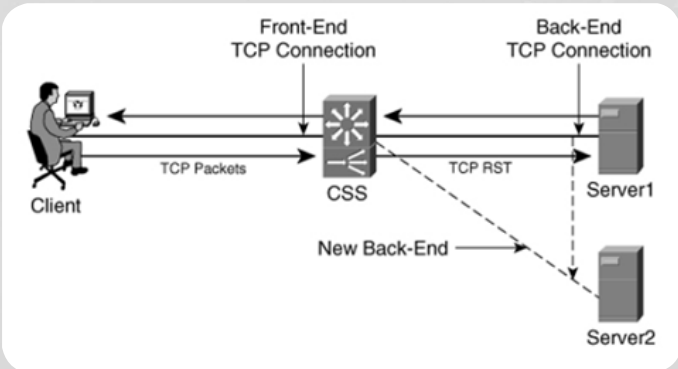 Front-End
TCP Connection
Back-End
TCP Connection
TCP Packets
TCP RST
Client
CSS
Server1
New Back-End
Server2